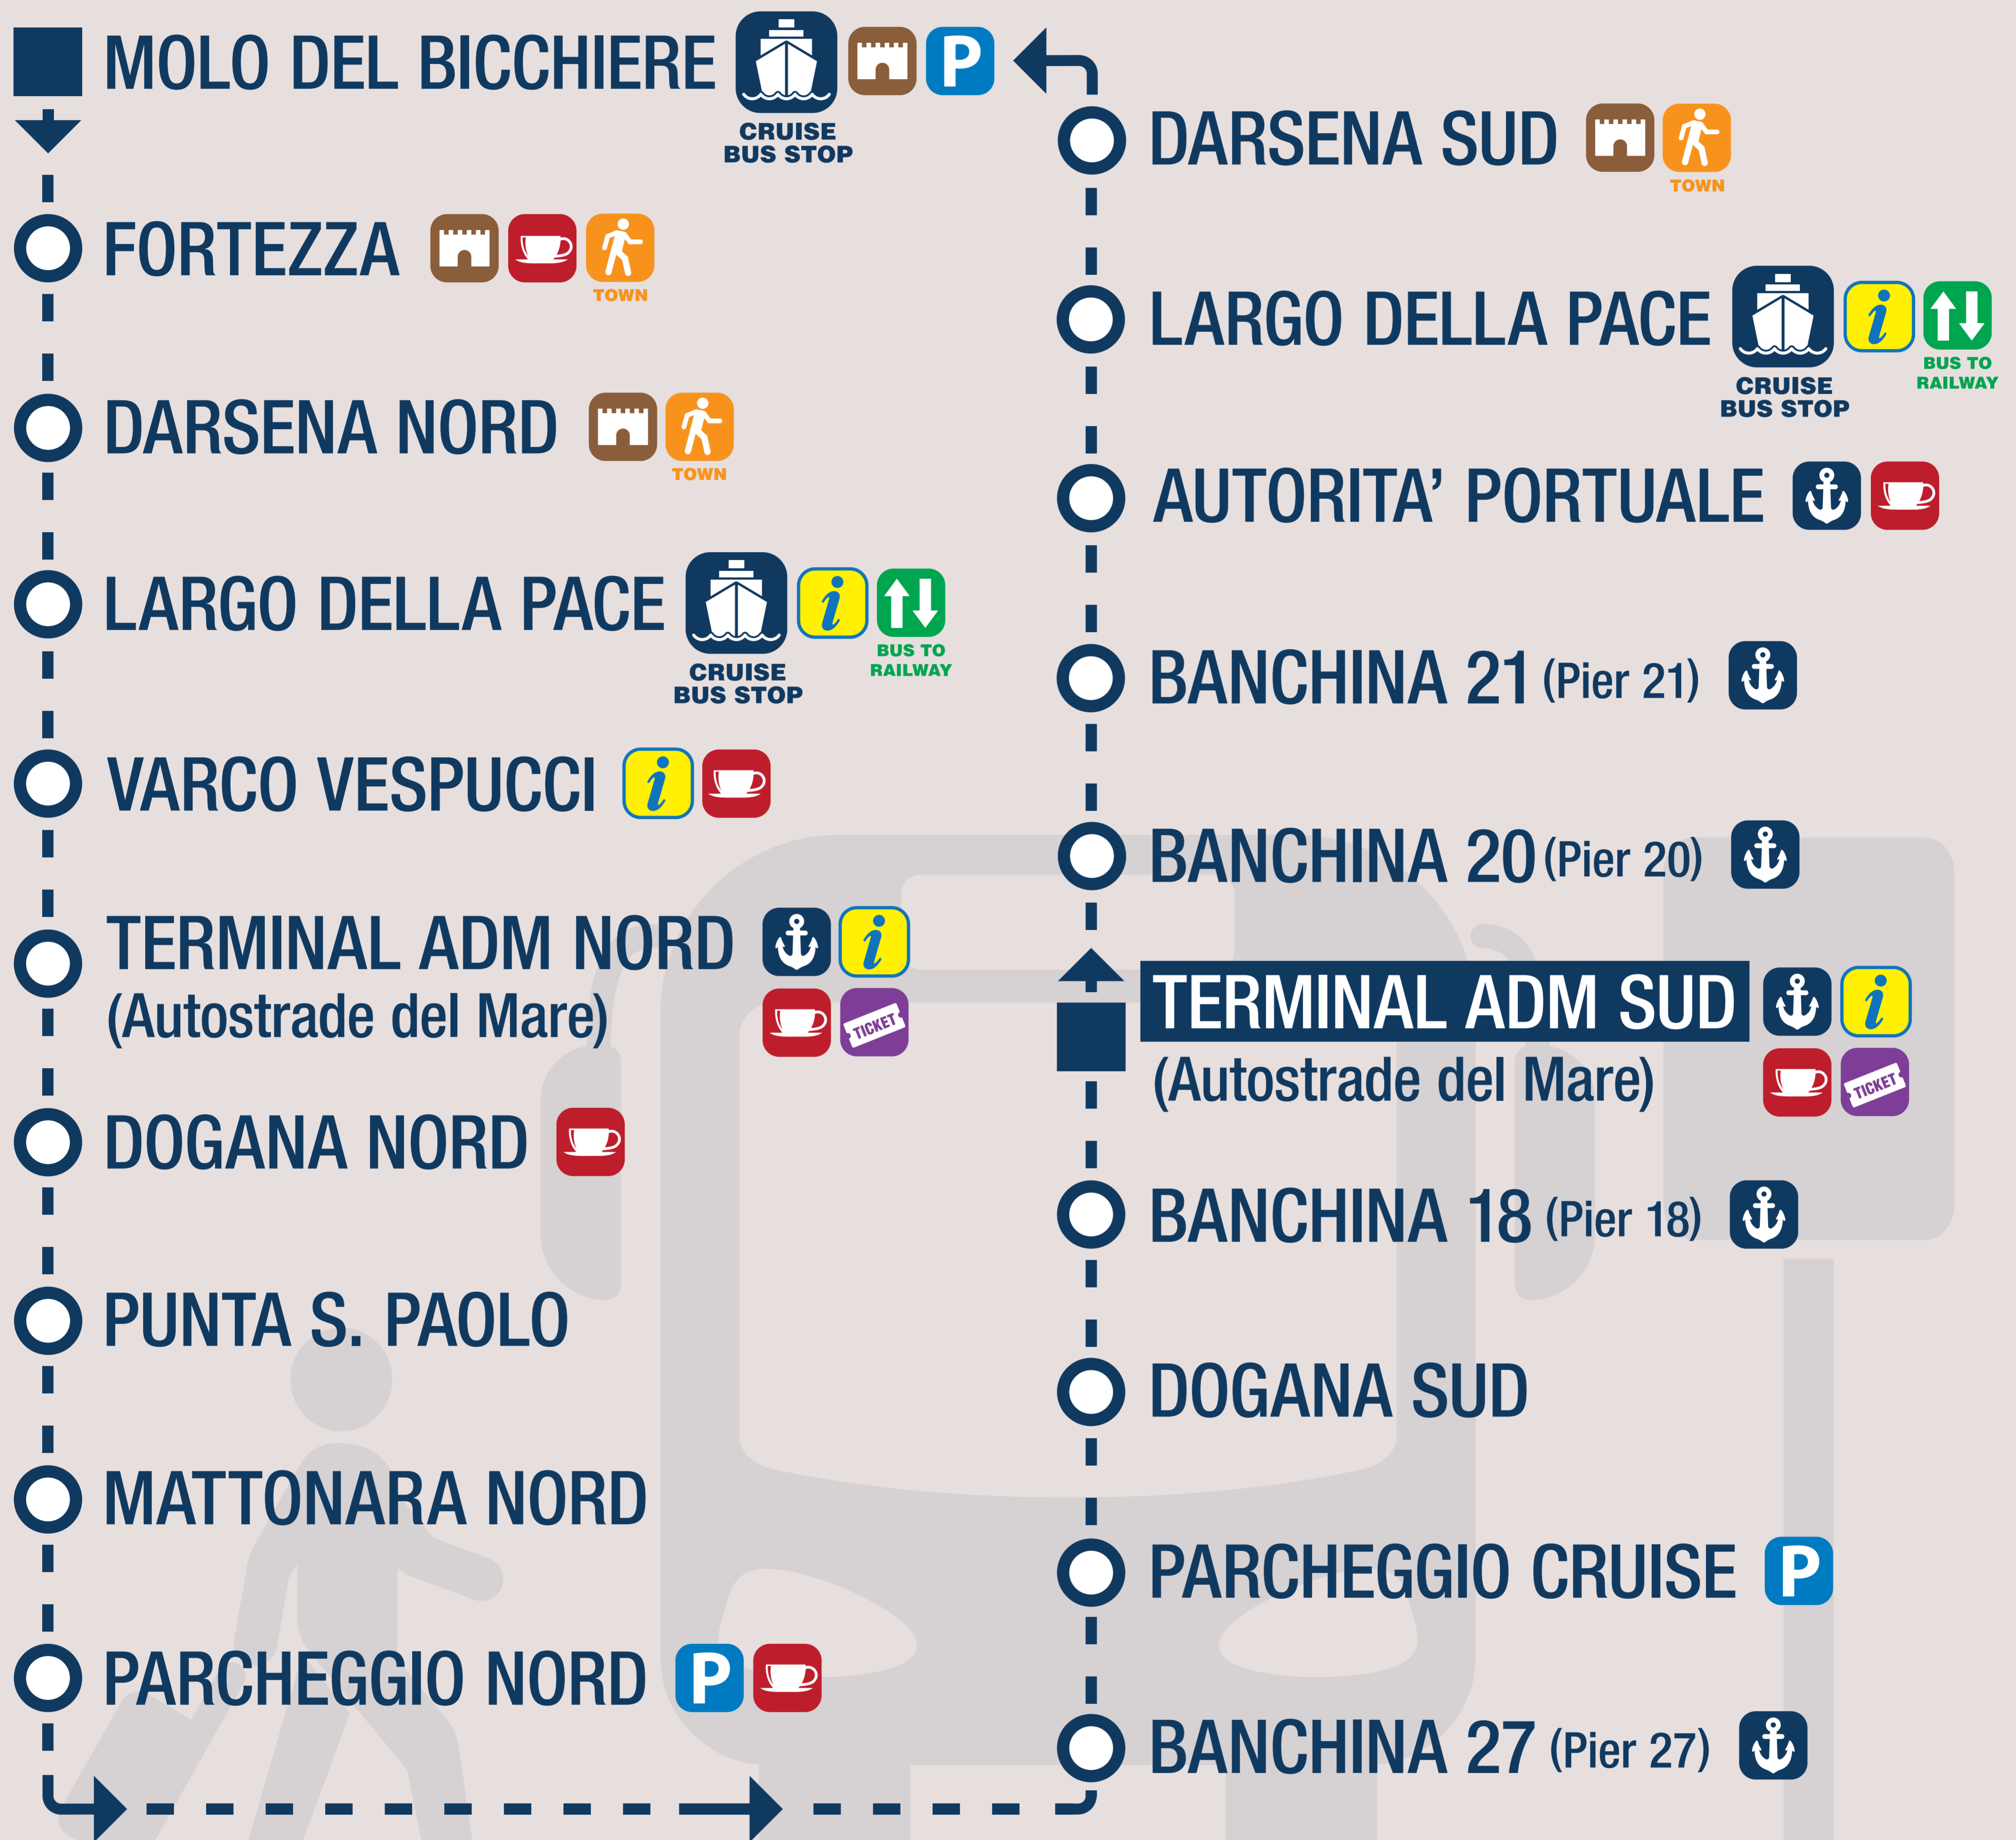 MOLO DEL BICCHIERE
P
CRUISE
BUS STOP
FORTEZZA
TOWN
DARSENA NORD
TOWN
LARGO DELLA PACE
i
CRUISE
BUS STOP
BUS TO
RAILWAY
VARCO VESPUCCI
i
TERMINAL ADM NORD
i
(Autostrade del Mare)
TICKET
DOGANA NORD
PUNTA S. PAOLO
MATTONARA NORD
PARCHEGGIO NORD
P
DARSENA SUD
TOWN
LARGO DELLA PACE
i
CRUISE
BUS STOP
BUS TO
RAILWAY
AUTORITA’ PORTUALE
BANCHINA 21 (Pier 21)
BANCHINA 20 (Pier 20)
TERMINAL ADM SUD
i
(Autostrade del Mare)
TICKET
BANCHINA 18 (Pier 18)
DOGANA SUD
PARCHEGGIO CRUISE
P
BANCHINA 27 (Pier 27)